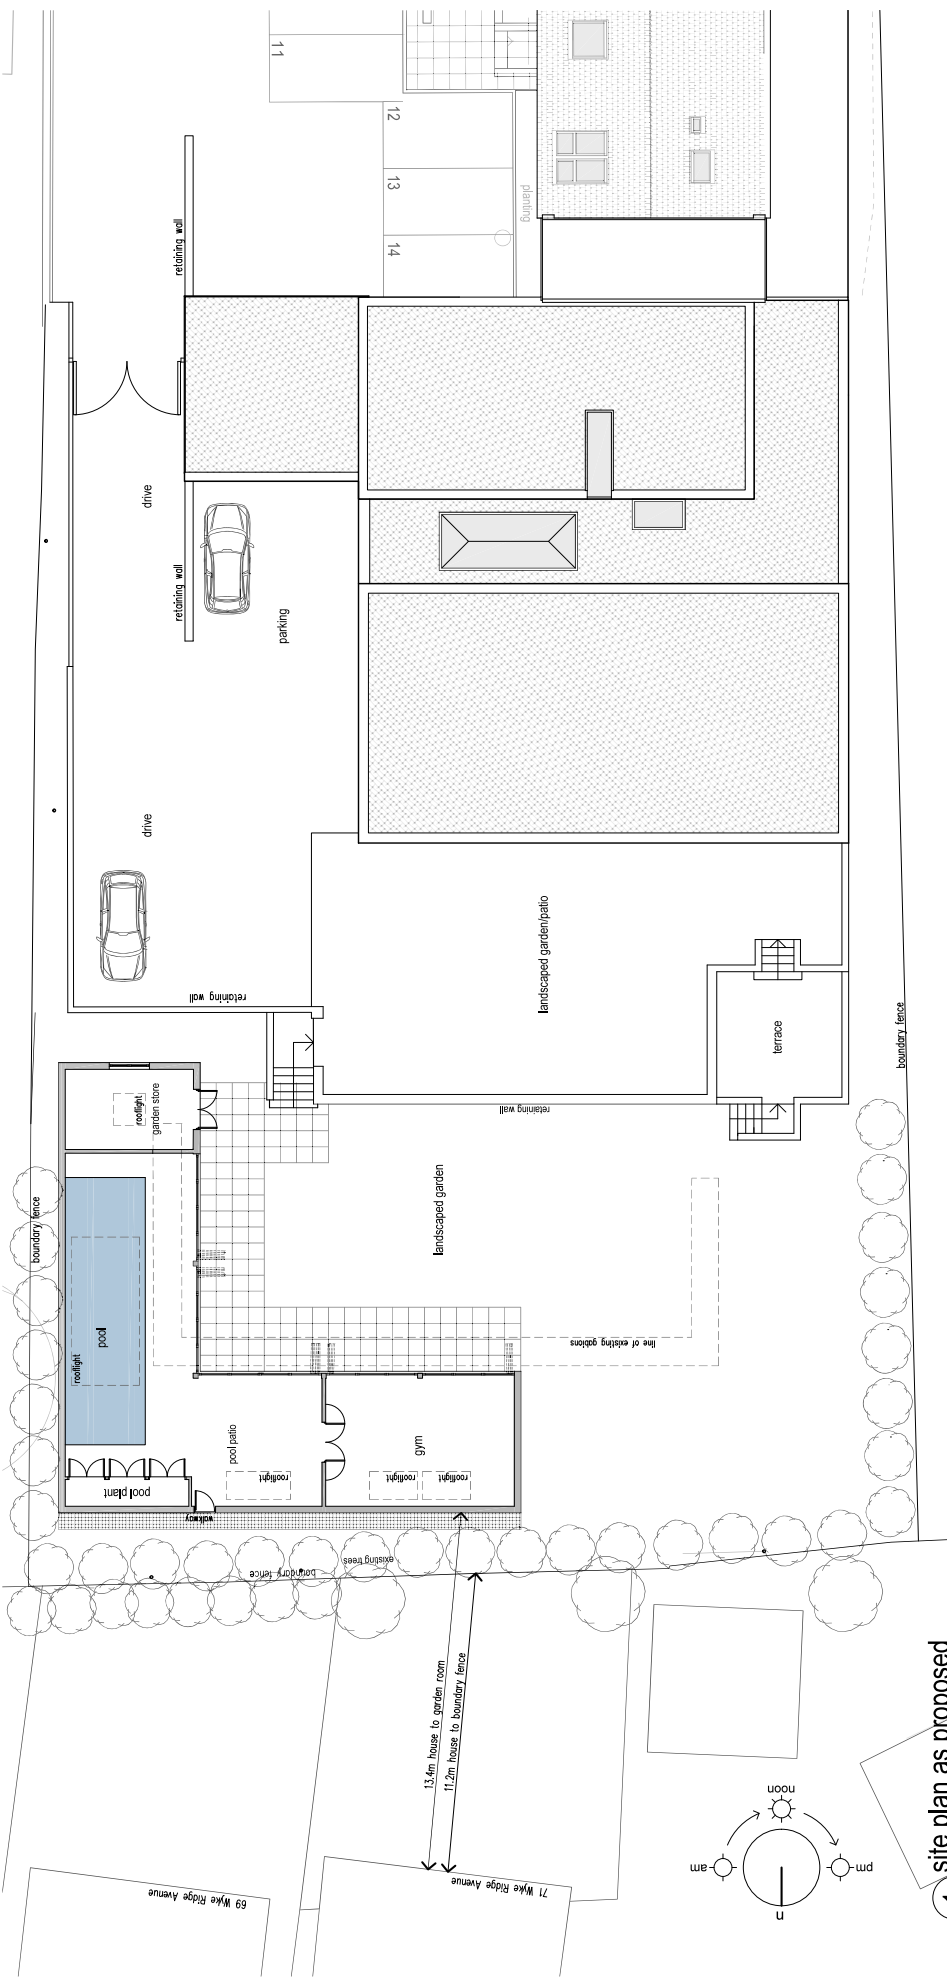 11
12
13
14
planting
retaining wall
drive
retaining wall
parking
drive
landscaped garden/patio
retaining wall
terrace
boundary fence
rooflight
garden store
retaining wall
landscaped garden
boundary fence
pool
rooflight
line of existing gabions
pool patio
gym
rooflight
rooflight
rooflight
pool plant
walkway
existing trees
boundary fence
13.4m house to garden room
11.2m house to boundary fence
69 Wyke Ridge Avenue
71 Wyke Ridge Avenue
noon
am
pm
n
site plan as proposed